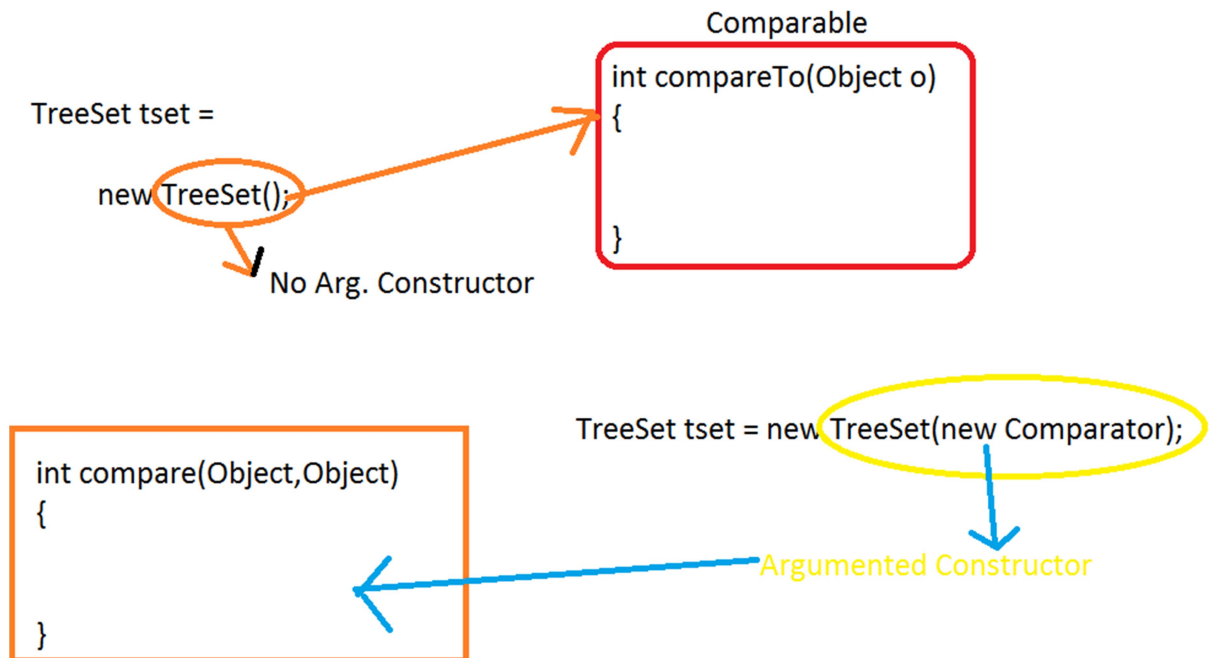 Comparable
int compareTo(Object o)
{
}
TreeSet tset =
new TreeSet();
No Arg. Constructor
TreeSet tset = new TreeSet(new Comparator);
Argumented Constructor
int compare(Object,Object)
{
}